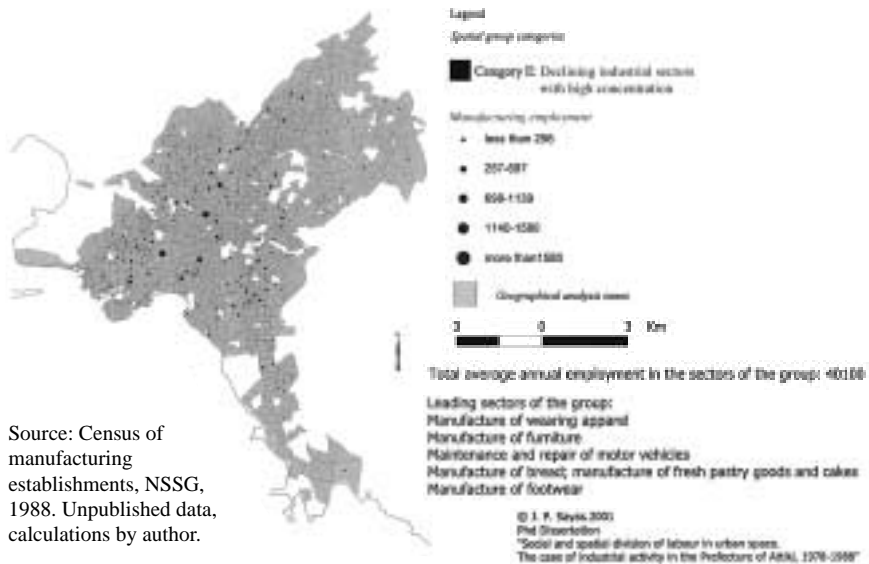 Legend
Spatial group categories
Category II: Declining industrial sectors
with high concentration
Manufacturing employment
less than 256
257-697
698-1139
1140-1580
more than 1580
Geographical analysis zones
3 0 3 Km
Total average annual employment in the sectors of the group: 40100
Leading sectors of the group:
Manufacture of wearing apparel
Manufacture of furniture
Maintenance and repair of motor vehicles
Manufacture of bread; manufacture of fresh pastry goods and cakes
Manufacture of footwear
Source: Census of
manufacturing
establishments, NSSG,
1988. Unpublished data,
calculations by author.
© J. P. Sayas 2001
Phd Dissertation
"Social and spatial division of labour in urban space.
The case of industrial activity in the Prefecture of Attiki, 1978-1988"